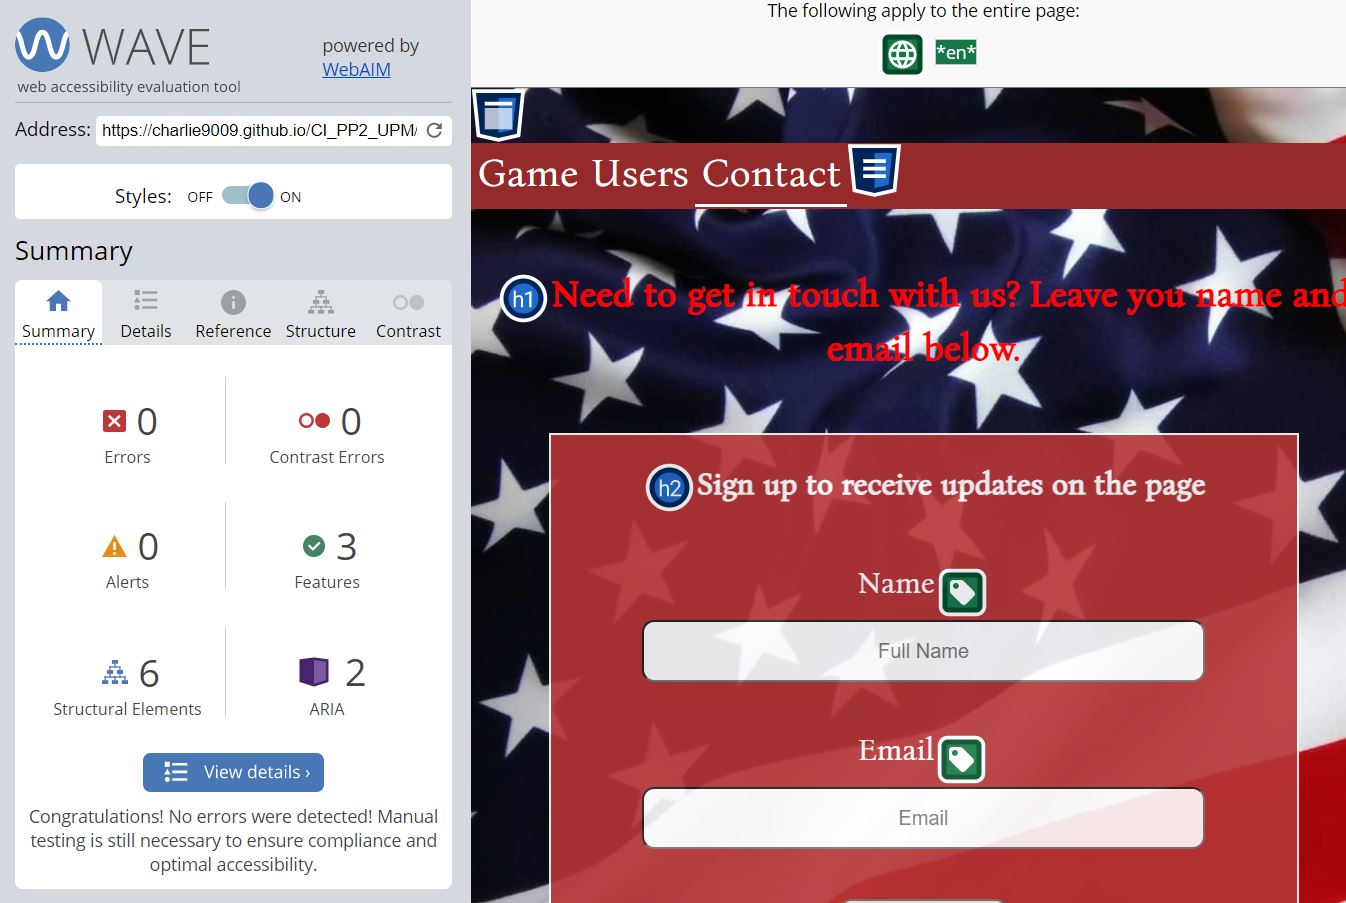 WAVE
powered by
WebAIM
web accessibility evaluation tool
Address: https://charlie9009.github.io/CI_PP2_UPM/
Styles: OFF ON
Summary
Summary Details Reference Structure Contrast
0 0
Errors Contrast Errors
0 3
Alerts Features
6 2
Structural Elements ARIA
View details ›
Congratulations! No errors were detected! Manual
testing is still necessary to ensure compliance and
optimal accessibility.
The following apply to the entire page:
*en*
Game Users Contact
h1 Need to get in touch with us? Leave you name and
email below.
h2 Sign up to receive updates on the page
Name
Full Name
Email
Email